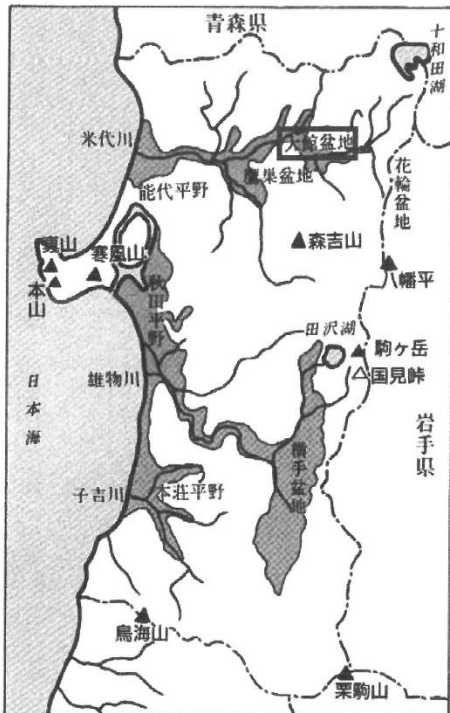 青森県
十和田湖
米代川
大館盆地
鷹巣盆地
花輪盆地
能代平野
森吉山
真山
寒風山
八幡平
本山
秋田平野
田沢湖
駒ヶ岳
国見峠
雄物川
日本海
岩手県
横手盆地
子吉川
本荘平野
鳥海山
栗駒山